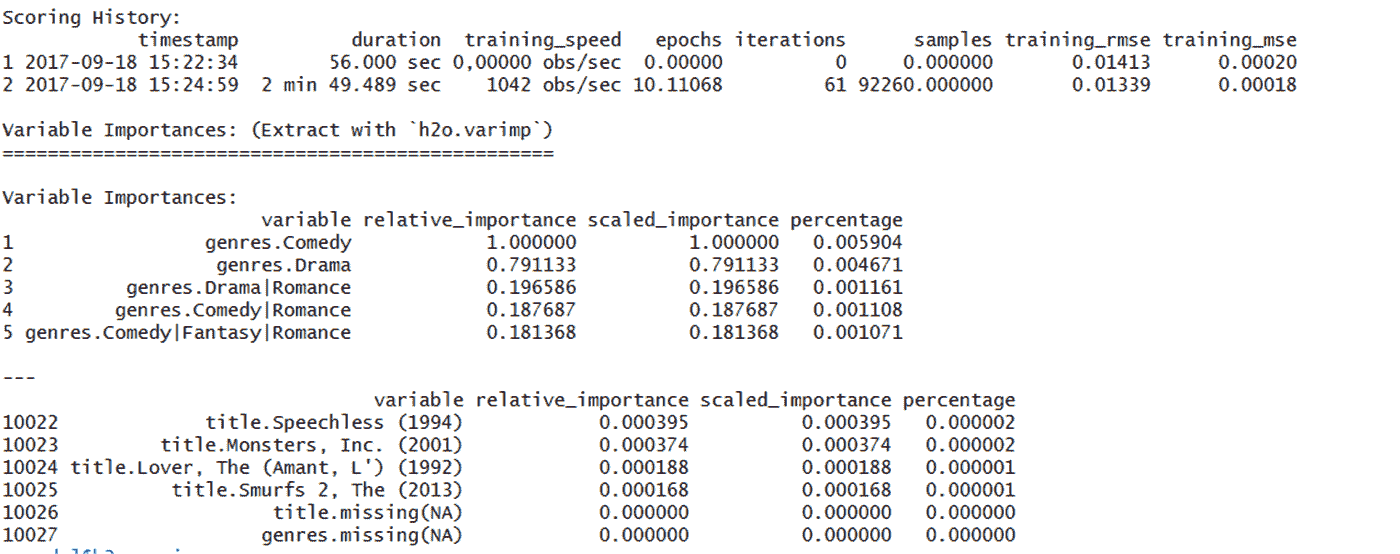 Scoring History:
timestamp duration training_speed epochs iterations samples training_rmse training_mse
1 2017-09-18 15:22:34 56.000 sec 0,00000 obs/sec 0.00000 0 0.000000 0.01413 0.00020
2 2017-09-18 15:24:59 2 min 49.489 sec 1042 obs/sec 10.11068 61 92260.000000 0.01339 0.00018
Variable Importances: (Extract with `h2o.varimp`)
=================================================
Variable Importances:
variable relative_importance scaled_importance percentage
1 genres.Comedy 1.000000 1.000000 0.005904
2 genres.Drama 0.791133 0.791133 0.004671
3 genres.Drama|Romance 0.196586 0.196586 0.001161
4 genres.Comedy|Romance 0.187687 0.187687 0.001108
5 genres.Comedy|Fantasy|Romance 0.181368 0.181368 0.001071
---
variable relative_importance scaled_importance percentage
10022 title.Speechless (1994) 0.000395 0.000395 0.000002
10023 title.Monsters, Inc. (2001) 0.000374 0.000374 0.000002
10024 title.Lover, The (Amant, L') (1992) 0.000188 0.000188 0.000001
10025 title.Smurfs 2, The (2013) 0.000168 0.000168 0.000001
10026 title.missing(NA) 0.000000 0.000000 0.000000
10027 genres.missing(NA) 0.000000 0.000000 0.000000